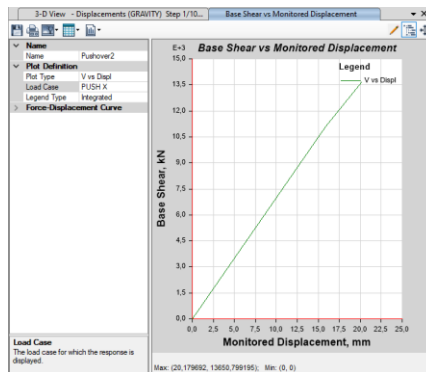 3-D View - Displacements (GRAVITY) Step 1/10...
Base Shear vs Monitored Displacement
Name
Name Pushover2
Plot Definition
Plot Type V vs Displ
Load Case PUSH X
Legend Type Integrated
Force-Displacement Curve
Load Case
The load case for which the response is
displayed.
E+3 Base Shear vs Monitored Displacement
Legend
V vs Displ
Base Shear, kN
15,0
13,5
12,0
10,5
9,0
7,5
6,0
4,5
3,0
1,5
0,0
0,0 2,5 5,0 7,5 10,0 12,5 15,0 17,5 20,0 22,5 25,0
Monitored Displacement, mm
Max: (20,179692, 13650,799195); Min: (0, 0)